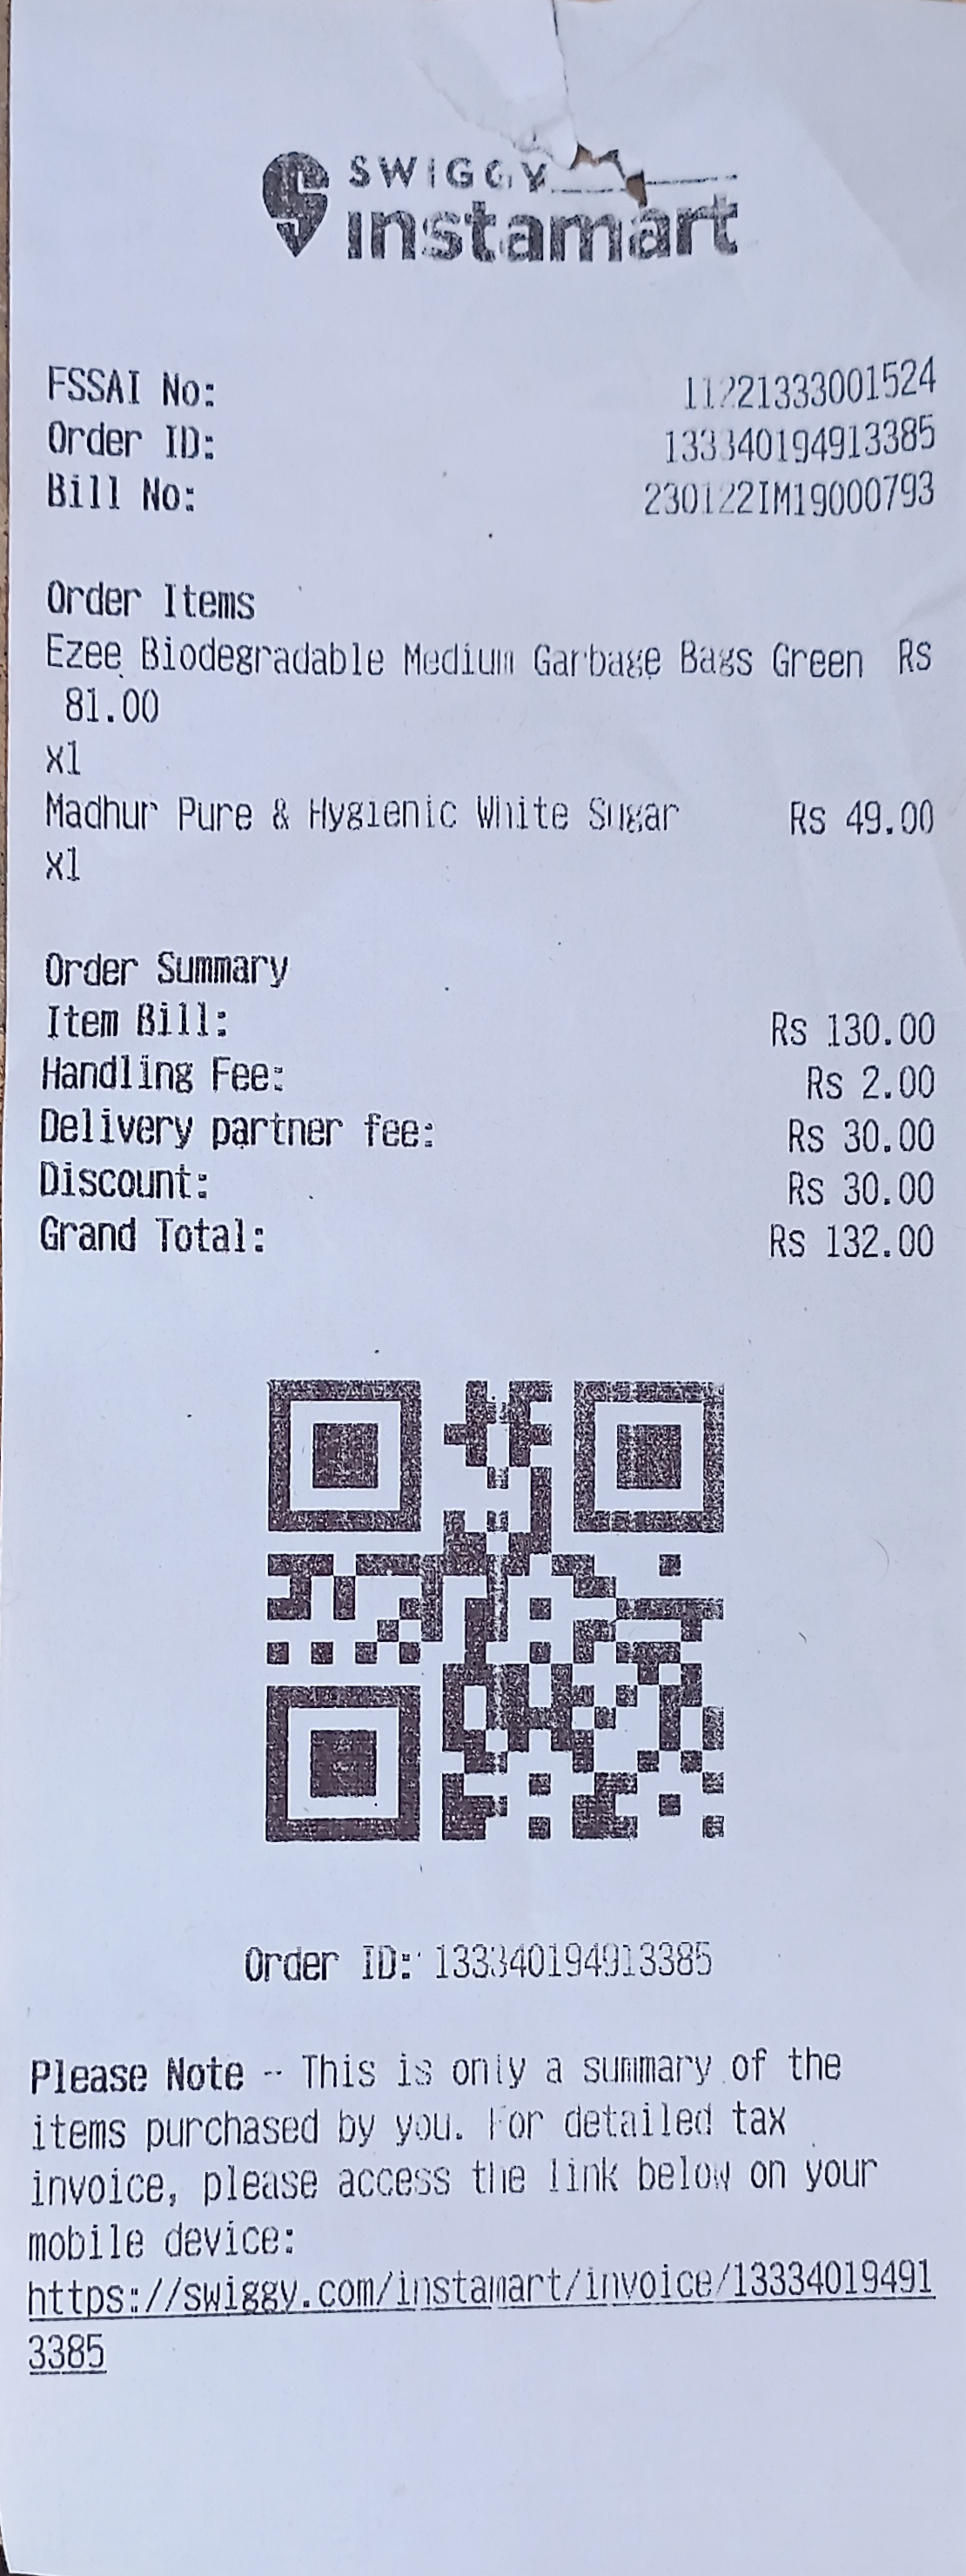 SWIGGY
instamart
FSSAI No: 11221333001524
Order ID: 133340194913385
Bill No: 230122IM19000793
Order Items
Ezee Biodegradable Medium Garbage Bags Green Rs
81.00
x1
Madhur Pure & Hygienic White Sugar Rs 49.00
x1
Order Summary
Item Bill: Rs 130.00
Handling Fee: Rs 2.00
Delivery partner fee: Rs 30.00
Discount: Rs 30.00
Grand Total: Rs 132.00
Order ID: 133340194913385
Please Note -- This is only a summary of the
items purchased by you. For detailed tax
invoice, please access the link below on your
mobile device:
https://swiggy.com/instamart/invoice/13334019491
3385